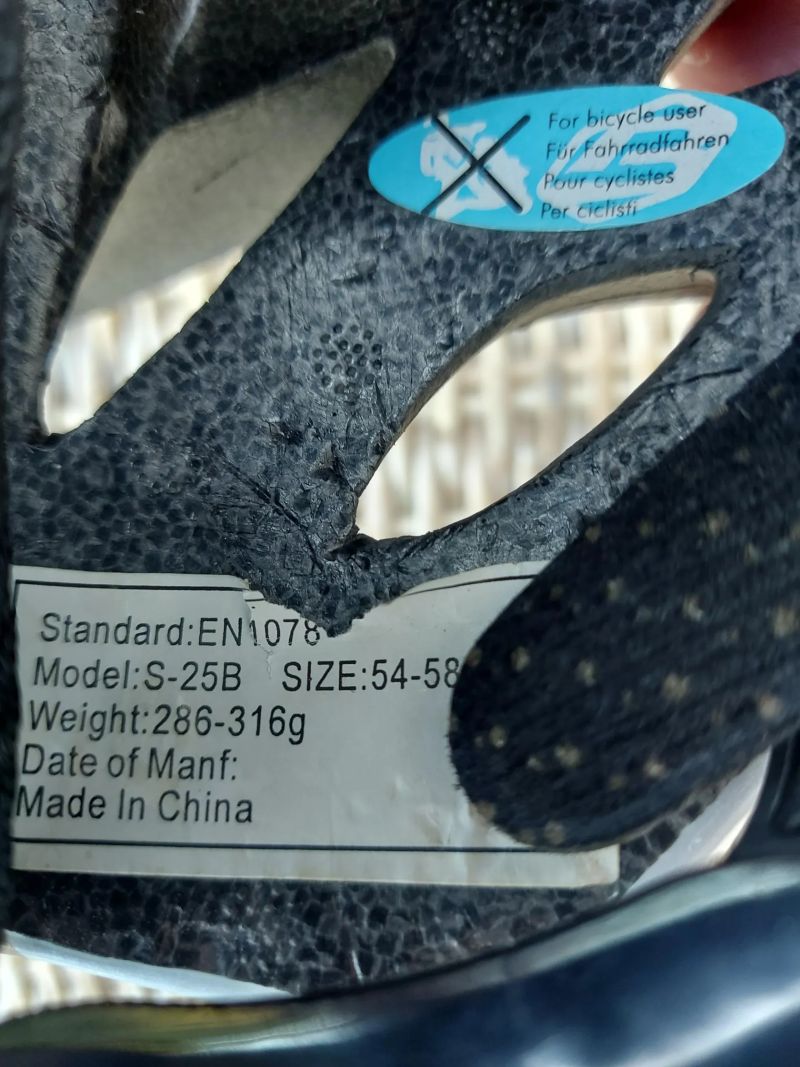 For bicycle user
Für Fahrradfahren
Pour cyclistes
Per ciclisti
Standard:EN1078
Model:S-25B SIZE:54-58
Weight:286-316g
Date of Manf:
Made In China